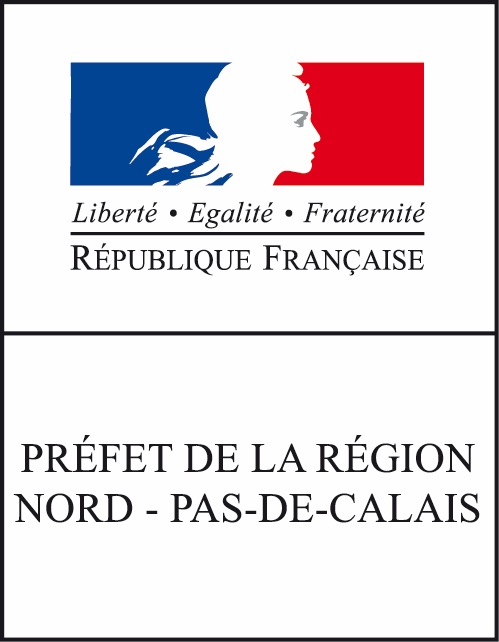 Liberté • Egalité • Fraternité
RÉPUBLIQUE FRANÇAISE
PRÉFET DE LA RÉGION
NORD - PAS-DE-CALAIS